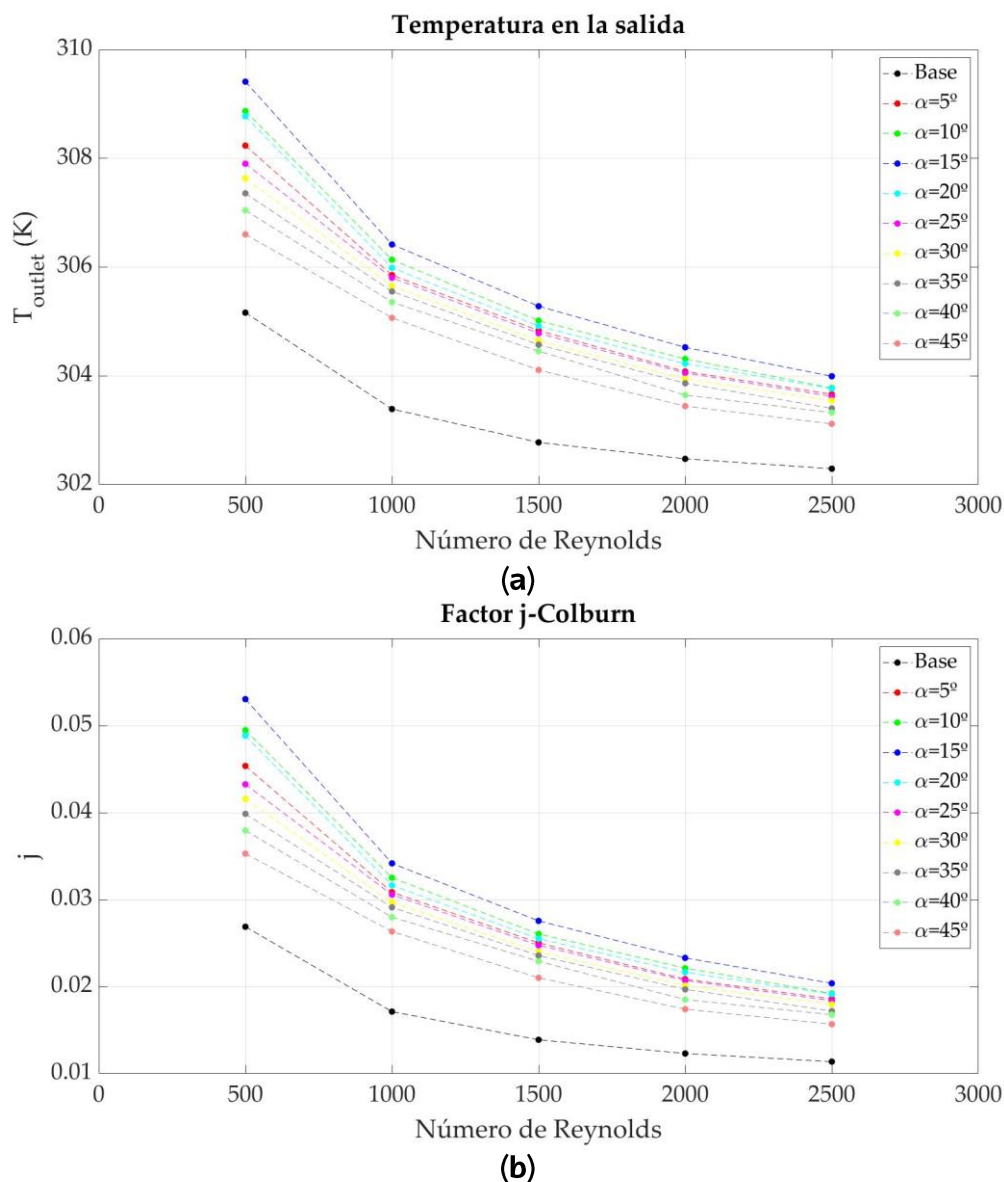 Temperatura en la salida
310
308
306
304
302
T_outlet (K)
0 500 1000 1500 2000 2500 3000
Número de Reynolds
Base
α=5º
α=10º
α=15º
α=20º
α=25º
α=30º
α=35º
α=40º
α=45º
(a)
Factor j-Colburn
0.06
0.05
0.04
0.03
0.02
0.01
j
0 500 1000 1500 2000 2500 3000
Número de Reynolds
Base
α=5º
α=10º
α=15º
α=20º
α=25º
α=30º
α=35º
α=40º
α=45º
(b)